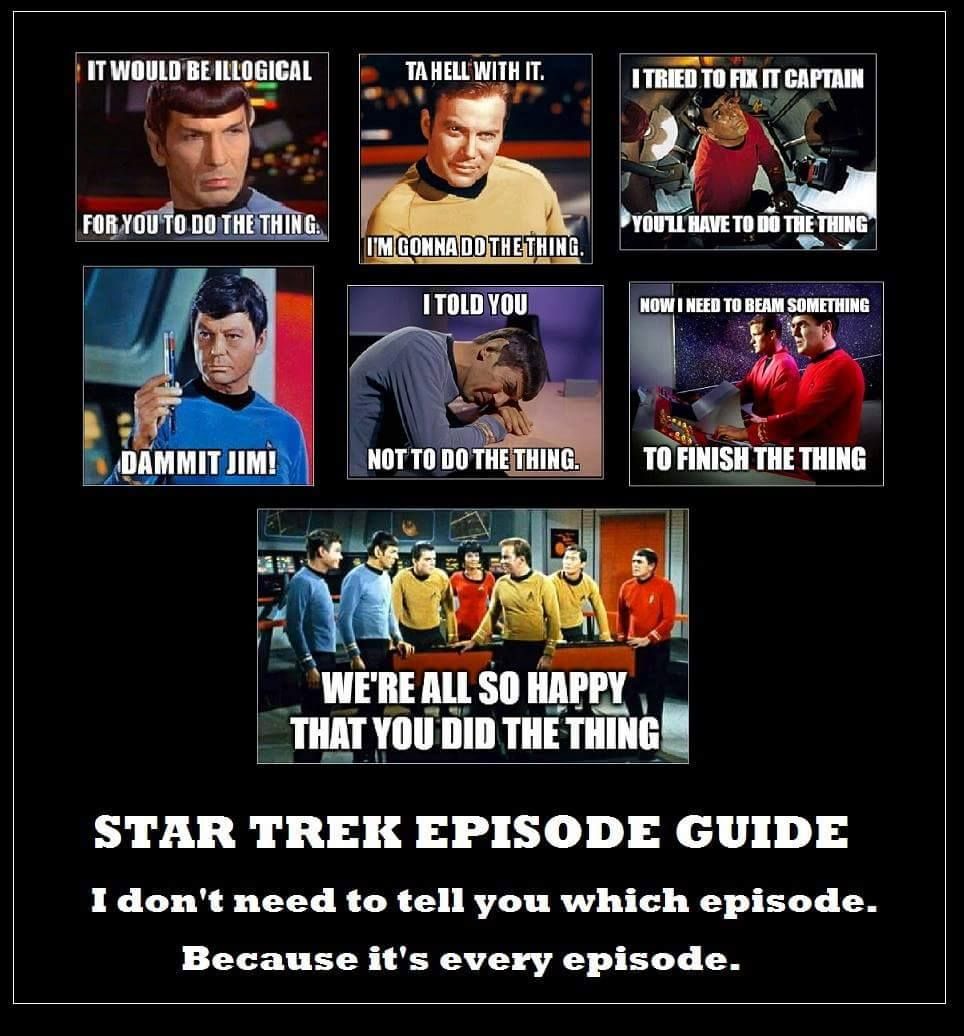 IT WOULD BE ILLOGICAL
FOR YOU TO DO THE THING.
TA HELL WITH IT.
I'M GONNA DO THE THING.
I TRIED TO FIX IT CAPTAIN
YOU'LL HAVE TO DO THE THING
DAMMIT JIM!
I TOLD YOU
NOT TO DO THE THING.
NOW I NEED TO BEAM SOMETHING
TO FINISH THE THING
WE'RE ALL SO HAPPY
THAT YOU DID THE THING
STAR TREK EPISODE GUIDE
I don't need to tell you which episode.
Because it's every episode.